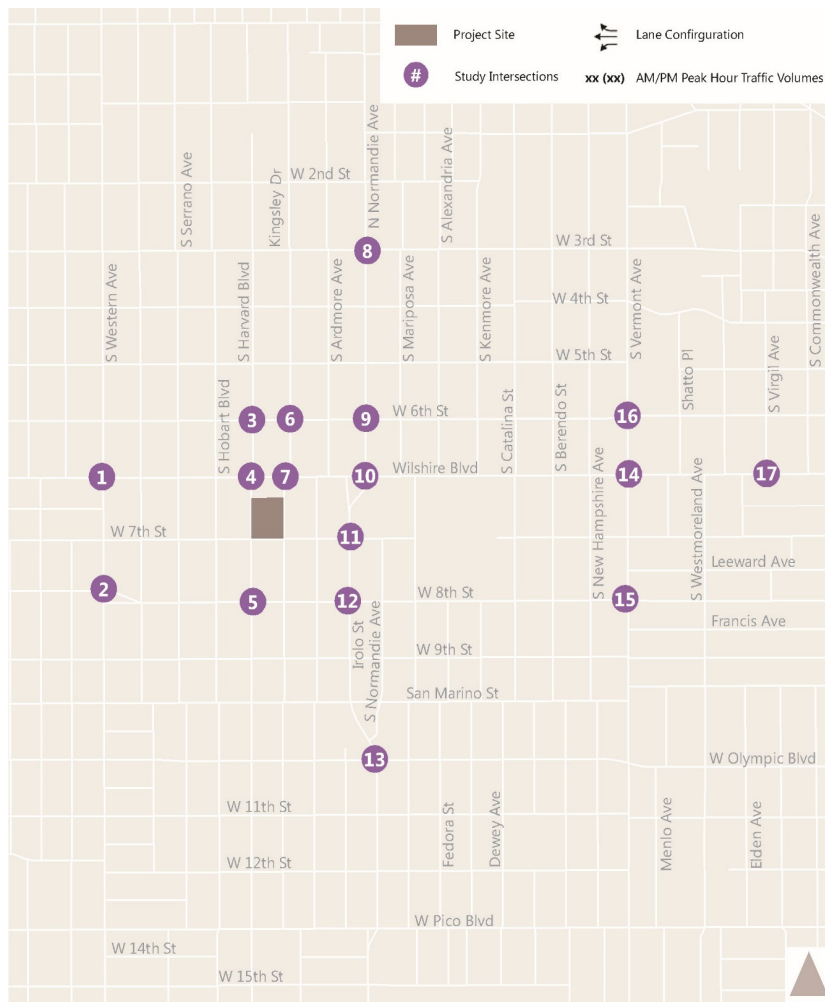 Project Site
Lane Confirguration
#
Study Intersections
xx (xx)
AM/PM Peak Hour Traffic Volumes
N Normandie Ave
S Alexandria Ave
S Serrano Ave
Kingsley Dr
W 2nd St
S Commonwealth Ave
8
W 3rd St
S Western Ave
S Harvard Blvd
S Ardmore Ave
S Mariposa Ave
S Kenmore Ave
W 4th St
S Vermont Ave
W 5th St
Shatto Pl
S Virgil Ave
S Hobart Blvd
3
6
9
W 6th St
S Catalina St
S Berendo St
16
1
4
7
10
Wilshire Blvd
14
17
S New Hampshire Ave
S Westmoreland Ave
W 7th St
11
Leeward Ave
2
5
12
W 8th St
15
Francis Ave
Irolo St
S Normandie Ave
W 9th St
San Marino St
13
W Olympic Blvd
W 11th St
Fedora St
Dewey Ave
Menlo Ave
Elden Ave
W 12th St
W Pico Blvd
W 14th St
W 15th St